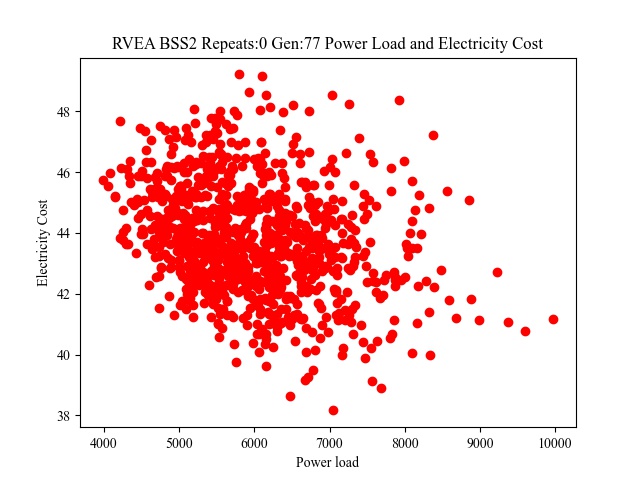 RVEA BSS2 Repeats:0 Gen:77 Power Load and Electricity Cost
48
46
44
42
40
38
Electricity Cost
4000 5000 6000 7000 8000 9000 10000
Power load